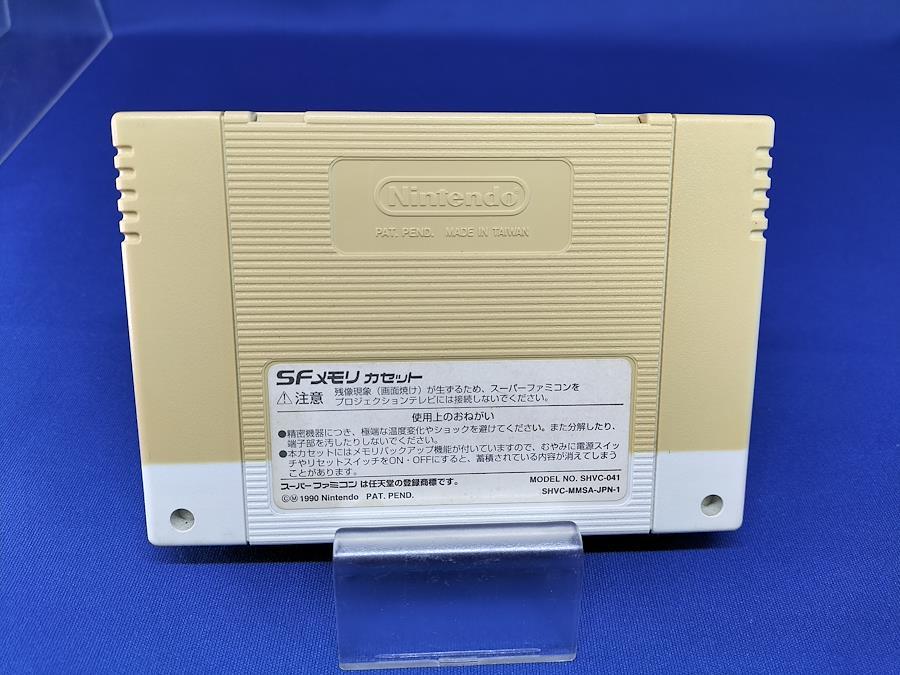 Nintendo
PAT. PEND. MADE IN TAIWAN
SFメモリ カセット
注意 残像現象（画面焼け）が生ずるため、スーパーファミコンを
プロジェクションテレビには接続しないでください。
使用上のおねがい
●精密機器につき、極端な温度変化やショックを避けてください。また分解したり、
端子部を汚したりしないでください。
●本カセットにはメモリバックアップ機能が付いていますので、むやみに電源スイッ
チやリセットスイッチをON・OFFにすると、蓄積されている内容が消えてしまう
ことがあります。
スーパーファミコンは任天堂の登録商標です。
MODEL NO. SHVC-041
ⒸⓂ 1990 Nintendo PAT. PEND.
SHVC-MMSA-JPN-1